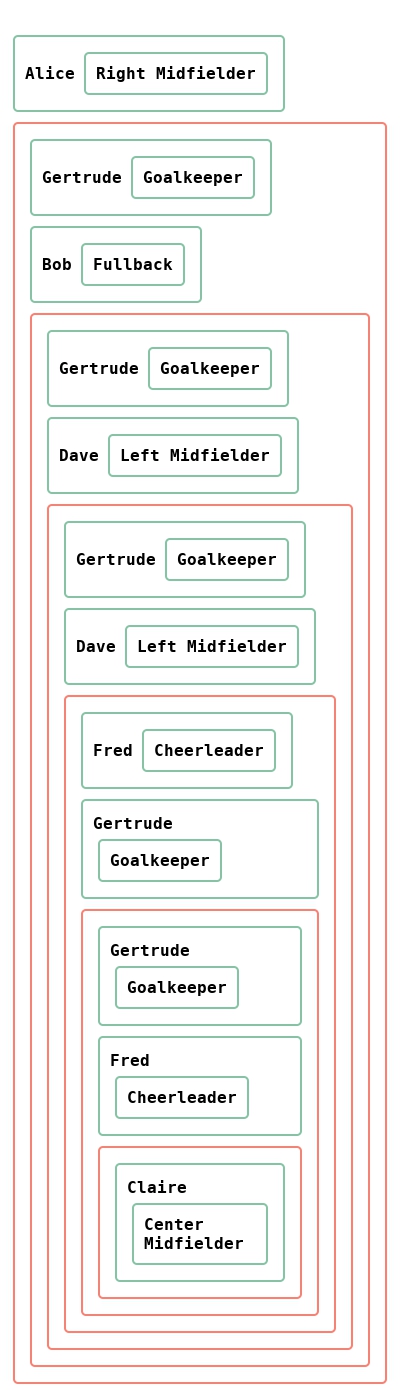 Alice Right Midfielder
Gertrude Goalkeeper
Bob Fullback
Gertrude Goalkeeper
Dave Left Midfielder
Gertrude Goalkeeper
Dave Left Midfielder
Fred Cheerleader
Gertrude
Goalkeeper
Gertrude
Goalkeeper
Fred
Cheerleader
Claire
Center
Midfielder